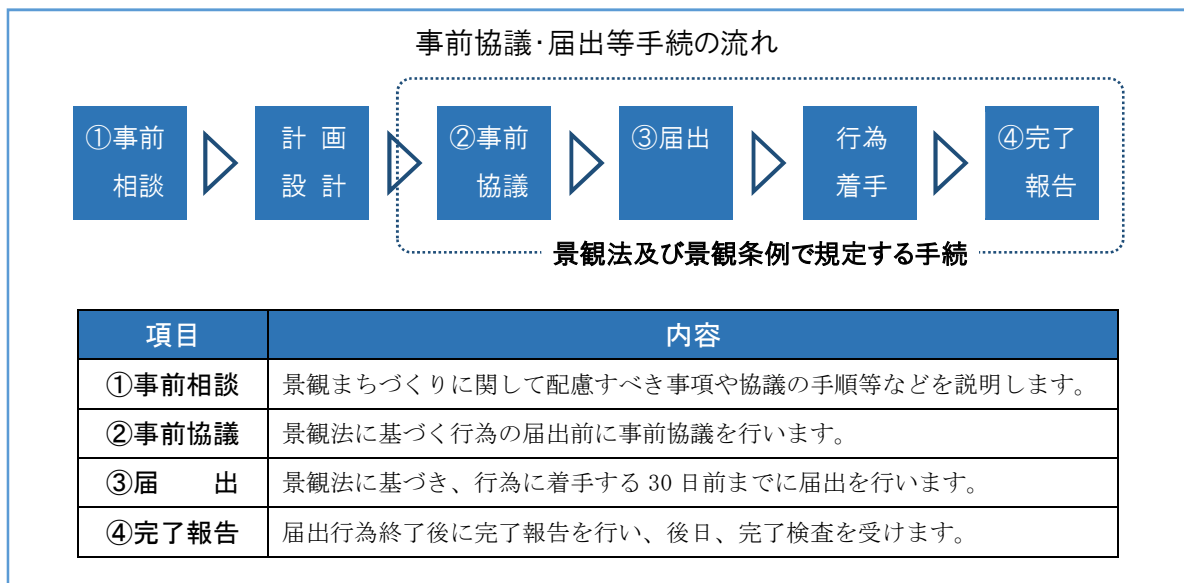 事前協議・届出等手続の流れ
①事前
相談
計 画
設 計
②事前
協議
③届出
行為
着手
④完了
報告
景観法及び景観条例で規定する手続
項目 内容
①事前相談 景観まちづくりに関して配慮すべき事項や協議の手順等などを説明します。
②事前協議 景観法に基づく行為の届出前に事前協議を行います。
③届　出 景観法に基づき、行為に着手する 30 日前までに届出を行います。
④完了報告 届出行為終了後に完了報告を行い、後日、完了検査を受けます。